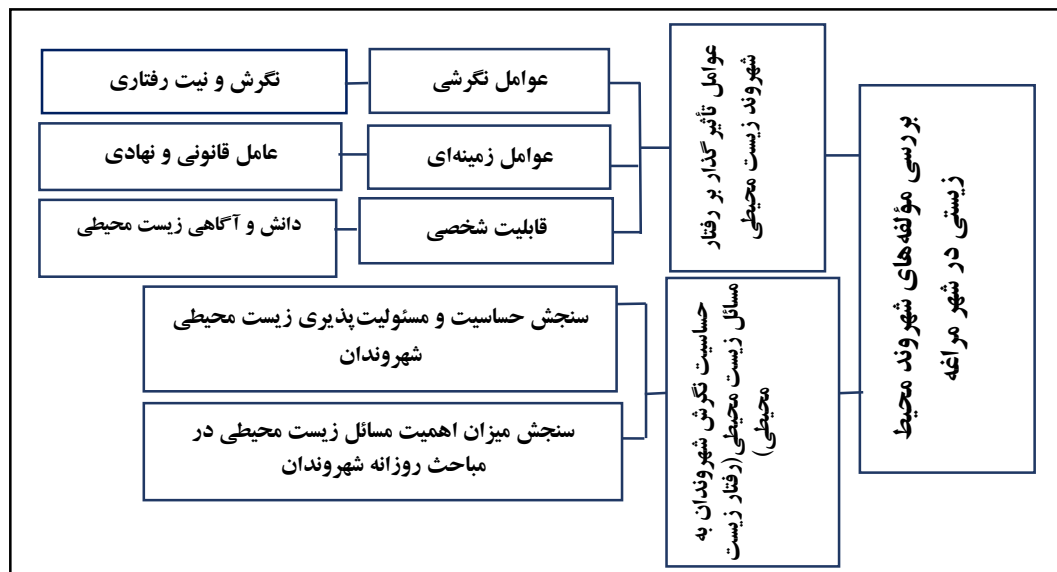 بررسی مؤلفه‌های شهروند محیط
زیستی در شهر مراغه
عوامل تأثیر گذار بر رفتار
شهروند زیست محیطی
عوامل نگرشی
نگرش و نیت رفتاری
عوامل زمینه‌ای
عامل قانونی و نهادی
قابلیت شخصی
دانش و آگاهی زیست محیطی
حساسیت نگرش شهروندان به
مسائل زیست محیطی(رفتار زیست
محیطی)
سنجش حساسیت و مسئولیت‌پذیری زیست محیطی
شهروندان
سنجش میزان اهمیت مسائل زیست محیطی در
مباحث روزانه شهروندان